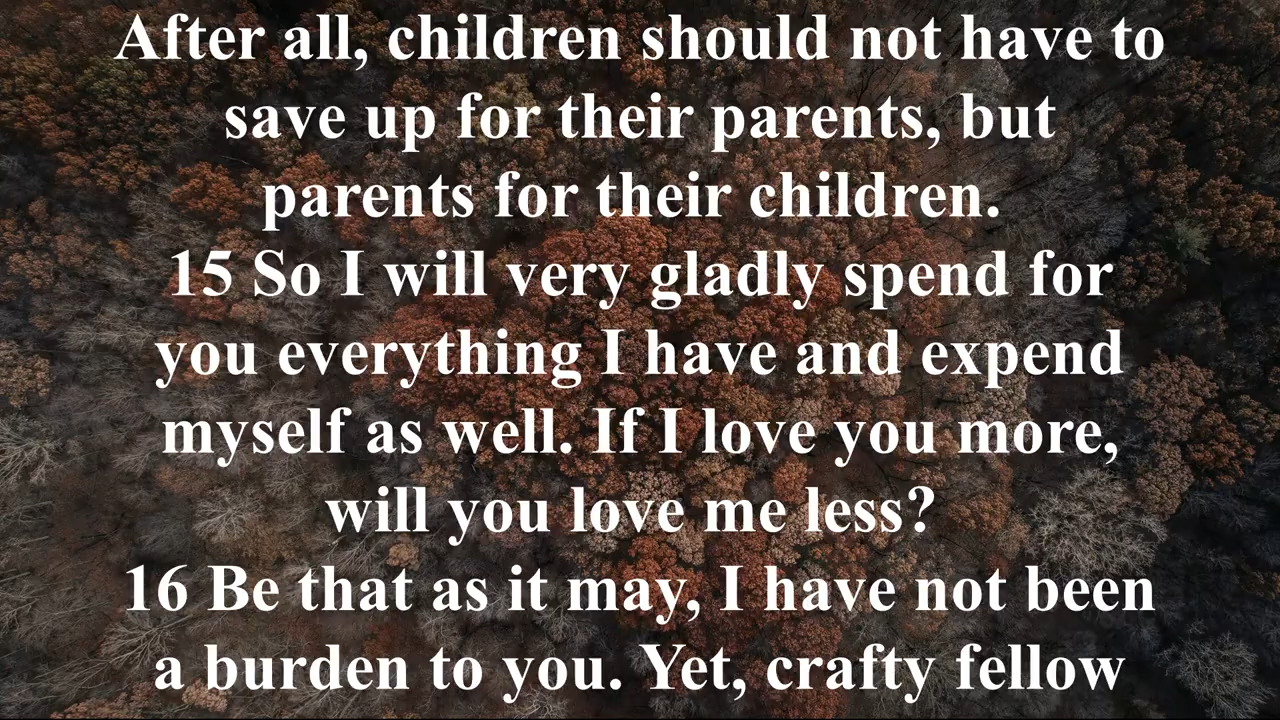 After all, children should not have to
save up for their parents, but
parents for their children.
15 So I will very gladly spend for
you everything I have and expend
myself as well. If I love you more,
will you love me less?
16 Be that as it may, I have not been
a burden to you. Yet, crafty fellow